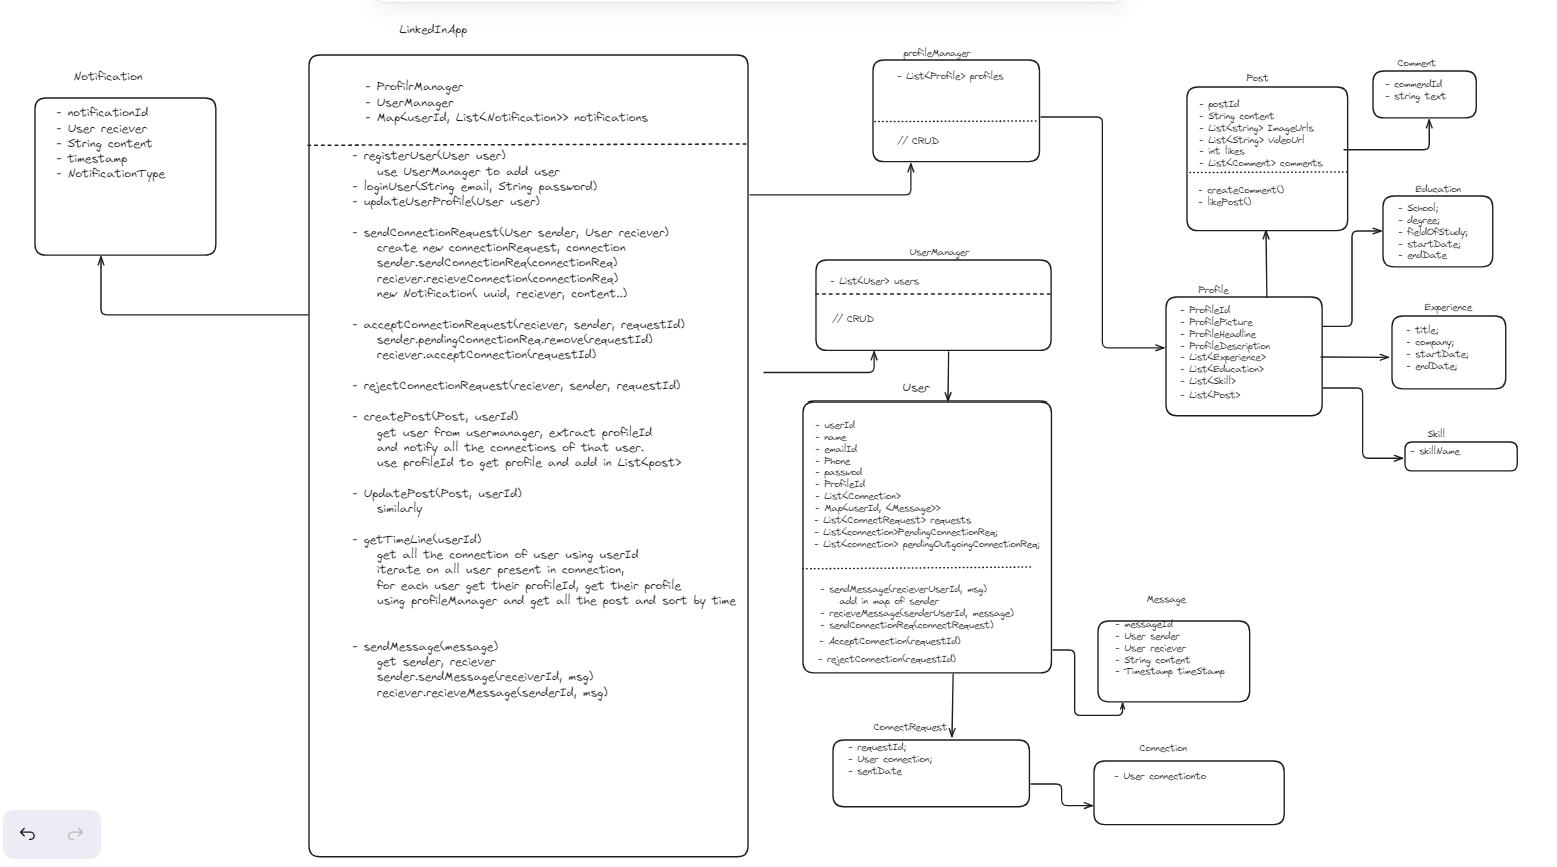 LinkedInApp
Notification
- notificationId
- User reciever
- String content
- timestamp
- NotificationType
- ProfilrManager
- UserManager
- Map<userId, List<Notification>> notifications
- registerUser(User user)
use UserManager to add user
- loginUser(String email, String password)
- updateUserProfile(User user)
- sendConnectionRequest(User sender, User reciever)
create new connectionRequest, connection
sender.sendConnectionReq(connectionReq)
reciever.recieveConnection(connectionReq)
new Notification( uuid, reciever, content..)
- acceptConnectionRequest(reciever, sender, requestId)
sender.pendingConnectionReq.remove(requestId)
reciever.acceptConnection(requestId)
- rejectConnectionRequest(reciever, sender, requestId)
- createPost(Post, userId)
get user from usermanager, extract profileId
and notify all the connections of that user.
use profileId to get profile and add in List<post>
- UpdatePost(Post, userId)
similarly
- getTimeLine(userId)
get all the connection of user using userId
iterate on all user present in connection,
for each user get their profileId, get their profile
using profileManager and get all the post and sort by time
- sendMessage(message)
get sender, reciever
sender.sendMessage(receiverId, msg)
reciever.recieveMessage(senderId, msg)
profileManager
- List<Profile> profiles
// CRUD
UserManager
- List<User> users
// CRUD
User
- userId
- name
- emailId
- Phone
- passwod
- ProfileId
- List<Connection>
- Map<userId, <Message>>
- List<ConnectRequest> requests
- List<connection>PendingConnectionReq;
- List<connection> pendingOutgoingConnectionReq;
- sendMessage(recieverUserId, msg)
add in map of sender
- recieveMessage(senderUserId, message)
- sendConnectionReq(connectRequest)
- AcceptConnection(requestId)
- rejectConnection(requestId)
ConnectRequest
- requestId;
- User connection;
- sentDate
Connection
- User connectionto
Message
- messageId
- User sender
- User reciever
- String content
- Timestamp timeStamp
Post
- postId
- String content
- List<string> ImageUrls
- List<String> videoUrl
- int likes
- List<Comment> comments
- createComment()
- likePost()
Comment
- commendId
- string text
Education
- School;
- degree;
- fieldOfStudy;
- startDate;
- endDate
Profile
- ProfileId
- ProfilePicture
- ProfileHeadline
- ProfileDescription
- List<Experience>
- List<Education>
- List<Skill>
- List<Post>
Experience
- title;
- company;
- startDate;
- endDate;
Skill
- skillName